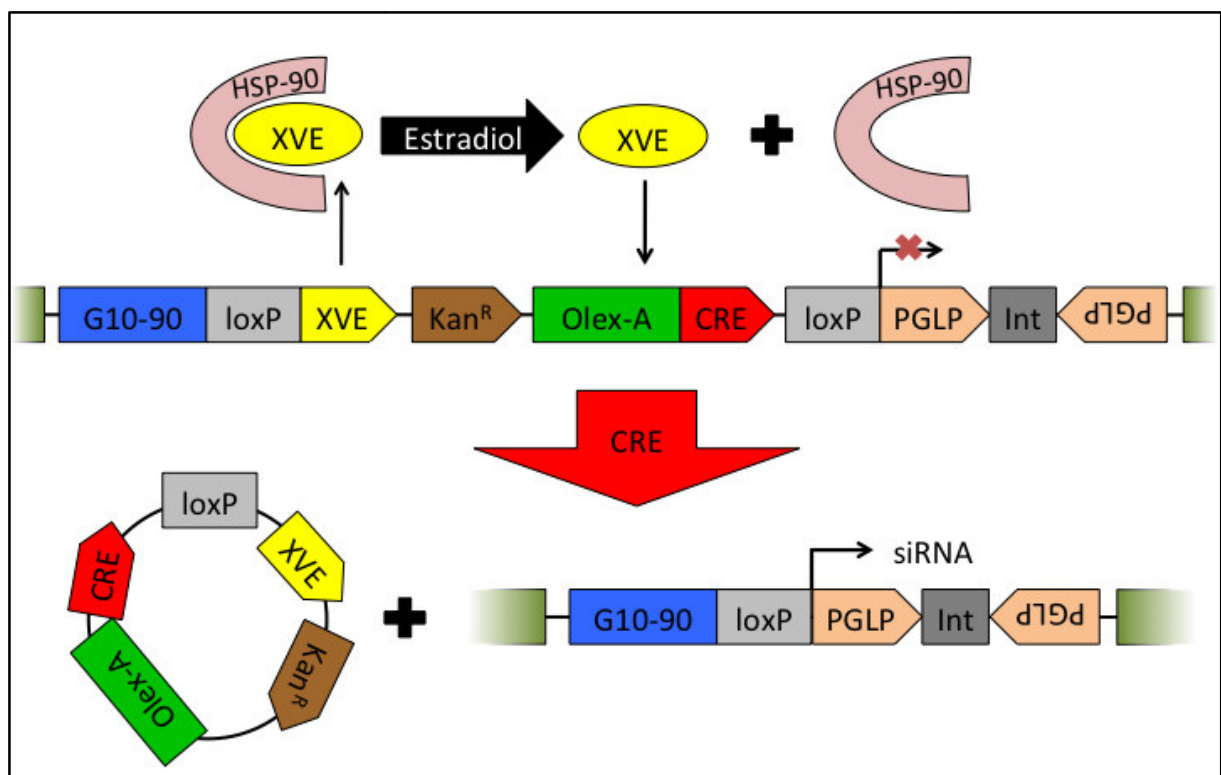 HSP-90
XVE
Estradiol
XVE
HSP-90
G10-90 loxP XVE Kanᴿ Olex-A CRE loxP PGLP Int PGLP
CRE
loxP
CRE
XVE
Olex-A
Kanᴿ
siRNA
G10-90 loxP PGLP Int PGLP